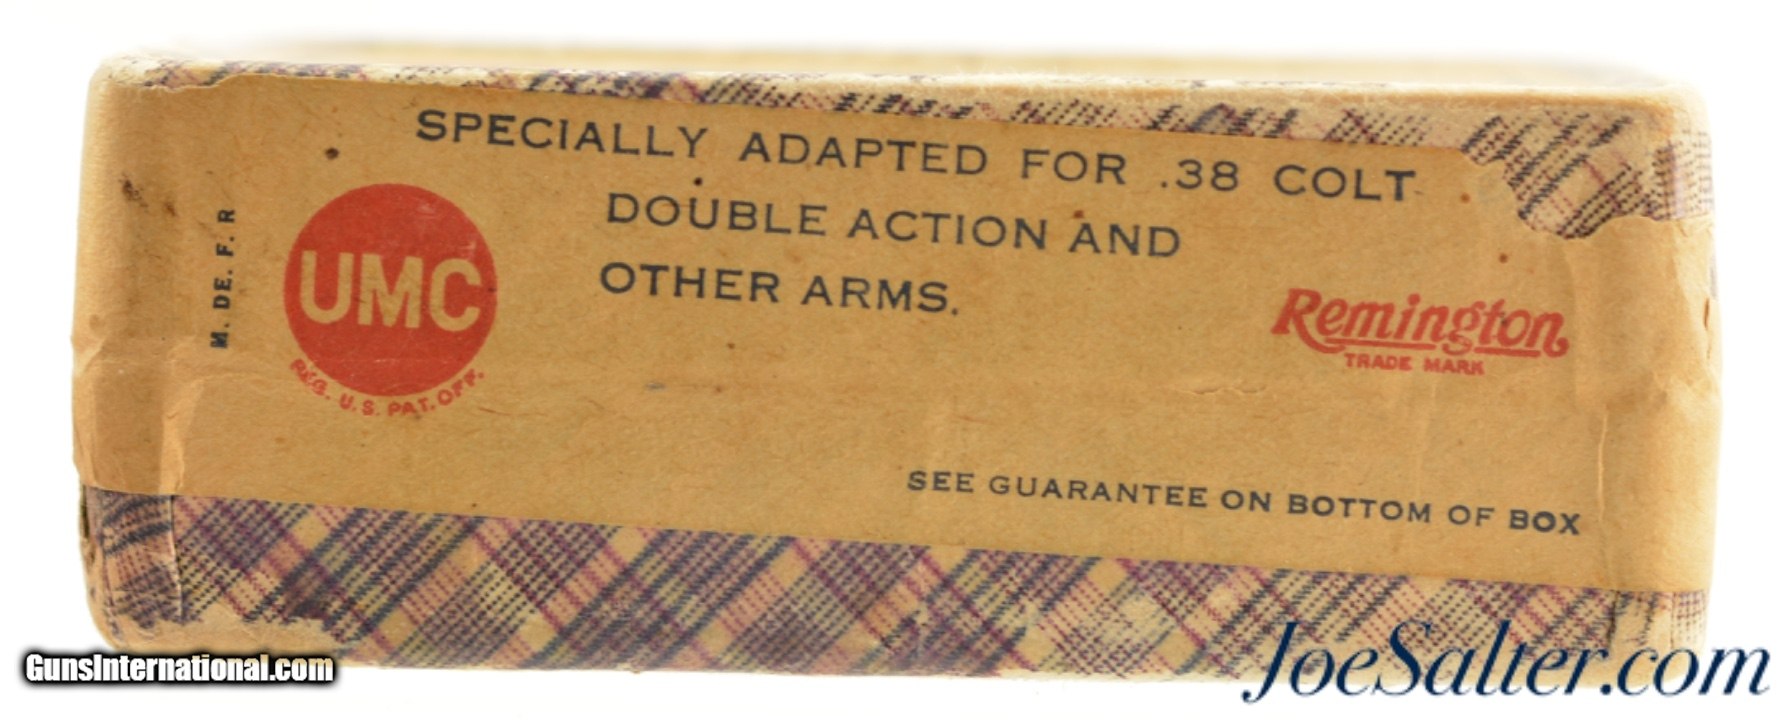 SPECIALLY ADAPTED FOR .38 COLT
DOUBLE ACTION AND
OTHER ARMS.
M. DE. F. R
UMC
REG. U.S. PAT. OFF.
Remington,
TRADE MARK
SEE GUARANTEE ON BOTTOM OF BOX
GunsInternational.com
JoeSalter.com